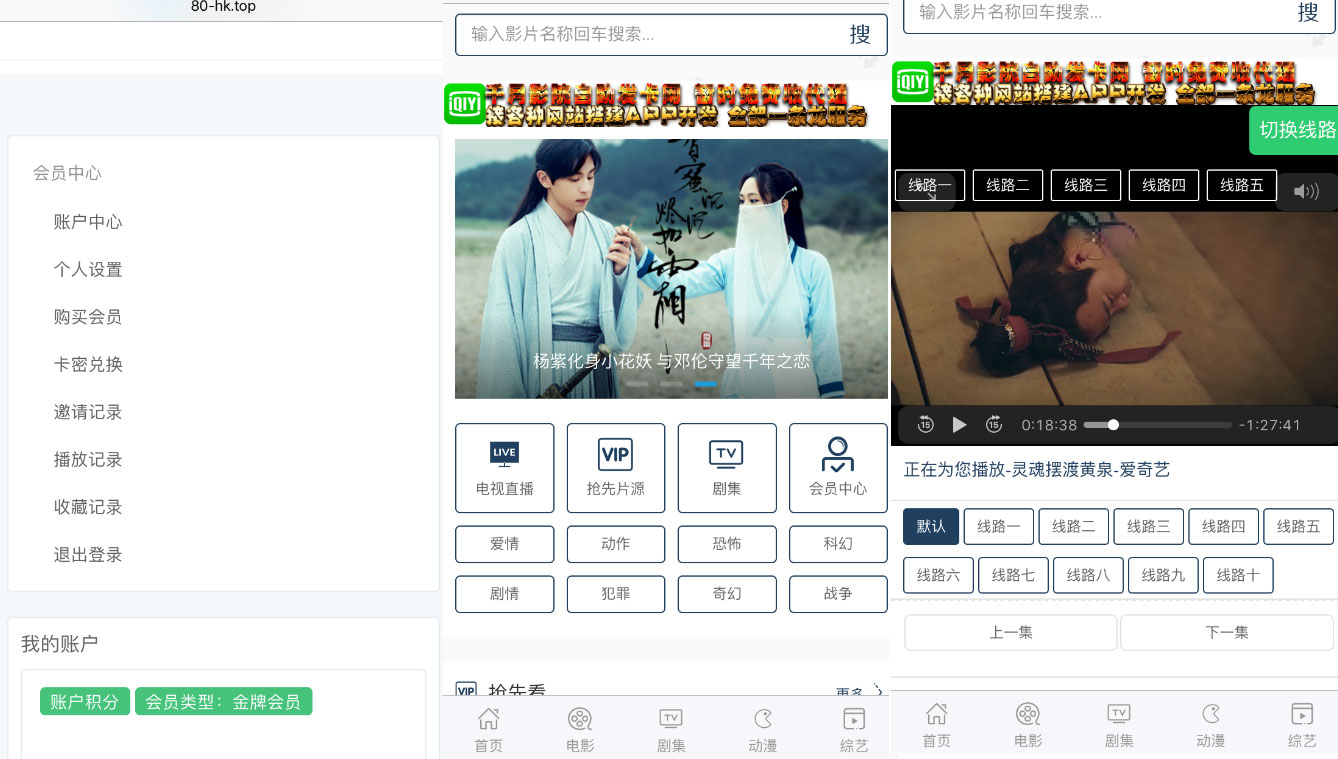 80-hk.top
会员中心
账户中心
个人设置
购买会员
卡密兑换
邀请记录
播放记录
收藏记录
退出登录
我的账户
账户积分 会员类型：金牌会员
输入影片名称回车搜索... 搜
iQIYI
千月影院自助发卡网 暂时免费收代理
接各种网站搭建APP开发 全部一条龙服务
香蜜沉沉
烬如霜
杨紫化身小花妖 与邓伦守望千年之恋
LIVE VIP TV
电视直播 抢先片源 剧集 会员中心
爱情 动作 恐怖 科幻
剧情 犯罪 奇幻 战争
VIP 抢先看 更多
TV
首页 电影 剧集 动漫 综艺
输入影片名称回车搜索... 搜
iQIYI
千月影院自助发卡网 暂时免费收代理
接各种网站搭建APP开发 全部一条龙服务
切换线路
线路一 线路二 线路三 线路四 线路五
15 15 0:18:38 -1:27:41
正在为您播放-灵魂摆渡黄泉-爱奇艺
默认 线路一 线路二 线路三 线路四 线路五
线路六 线路七 线路八 线路九 线路十
上一集 下一集
TV
首页 电影 剧集 动漫 综艺